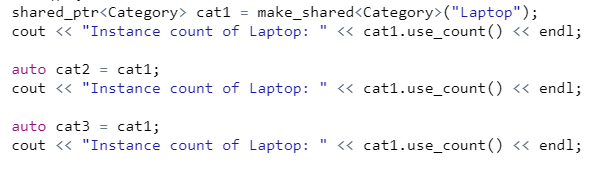 shared_ptr<Category> cat1 = make_shared<Category>("Laptop");
cout << "Instance count of Laptop: " << cat1.use_count() << endl;
auto cat2 = cat1;
cout << "Instance count of Laptop: " << cat1.use_count() << endl;
auto cat3 = cat1;
cout << "Instance count of Laptop: " << cat1.use_count() << endl;